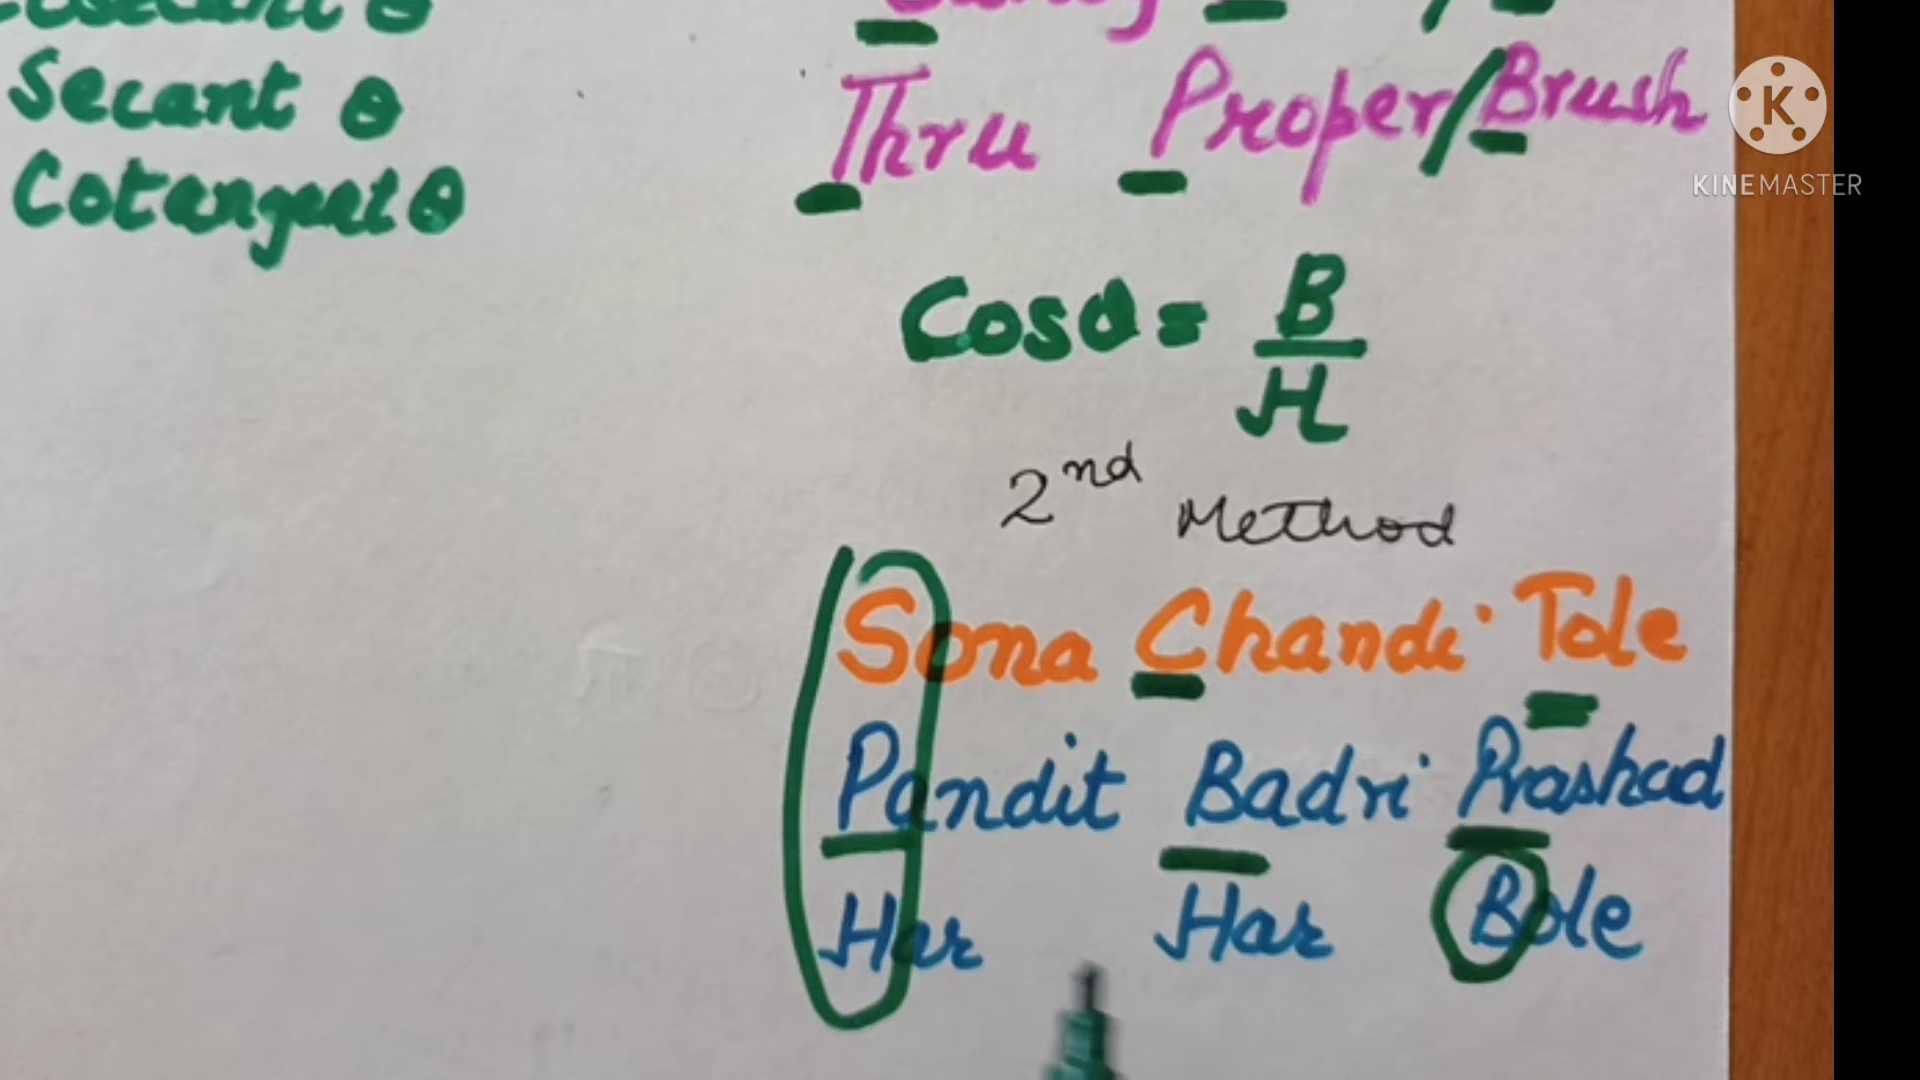 Secant θ
Cotangent θ
Thru Proper/Brush
Cosθ = B/H
2nd Method
Sona Chandi Tole
Pandit Badri Prashad
Har Har Bole
K
KINEMASTER